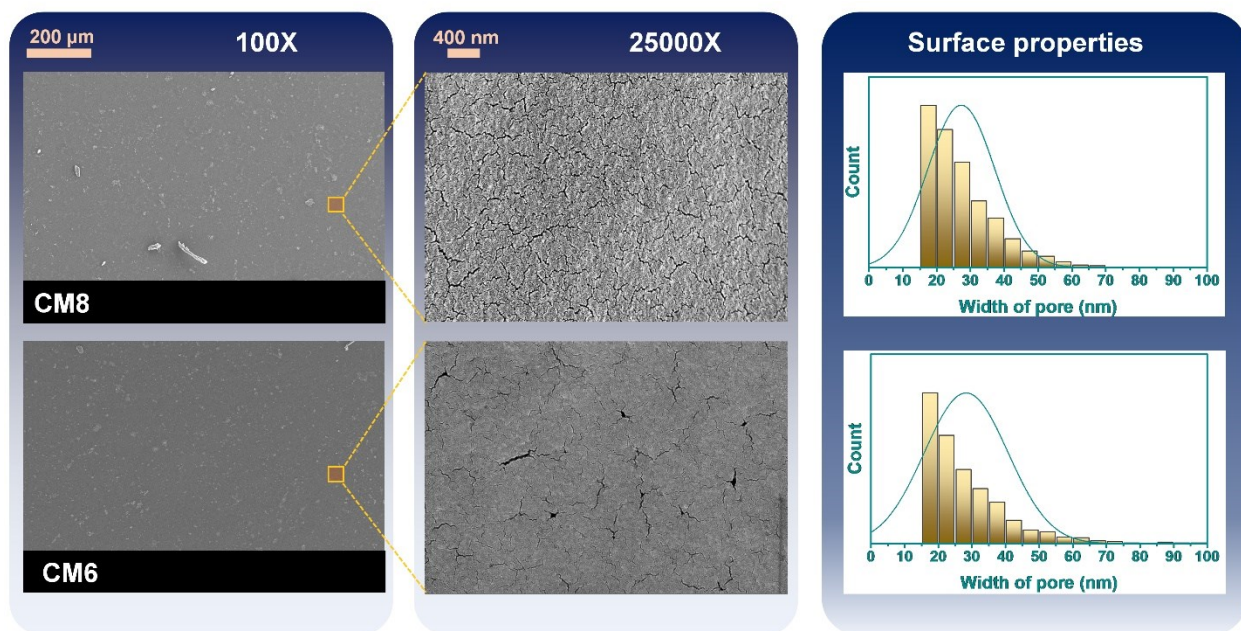 200 µm
100X
400 nm
25000X
Surface properties
CM8
Count
0 10 20 30 40 50 60 70 80 90 100
Width of pore (nm)
CM6
Count
0 10 20 30 40 50 60 70 80 90 100
Width of pore (nm)